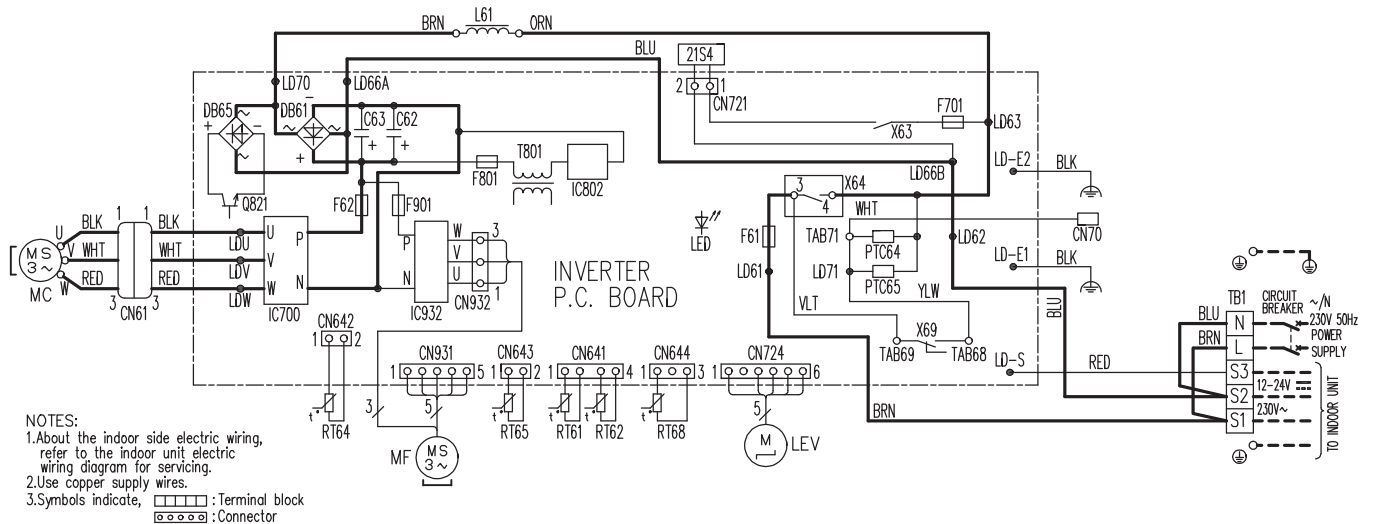 BRN L61 ORN
BLU
21S4
2 1
CN721
LD70 LD66A
DB65 DB61
- ~ + - ~ ~ + ~
C63 C62
+ +
F701
X63 LD63
T801
F801 IC802
LD66B
LD-E2 BLK
Q821
F62 F901
3 X64
4
WHT
LED
F61
TAB71 PTC64 LD62
CN70
LD61 LD71 PTC65
LD-E1 BLK
YLW
VLT
X69
TAB69 TAB68
BLU
U BLK 1 1 BLK LDU U P
MS 3~ V WHT WHT LDV V
W RED 3 3 RED LDW W N
MC CN61 IC700
P W 3
V
N U 1
IC932 CN932
INVERTER
P.C. BOARD
CN642
1 2
CN931
1 5
CN643
1 2
CN641
1 4
CN644
1 3
CN724
1 6
LD-S RED
t° RT64
3 5
t° RT65
t° RT61
t° RT62
t° RT68
5
MF MS 3~
M LEV
BRN
TB1
CIRCUIT
BREAKER
~/N
230V 50Hz
POWER
SUPPLY
BLU N
BRN L
S3
12-24V
S2
230V~
S1
TO INDOOR UNIT
NOTES:
1.About the indoor side electric wiring,
refer to the indoor unit electric
wiring diagram for servicing.
2.Use copper supply wires.
3.Symbols indicate, : Terminal block
: Connector